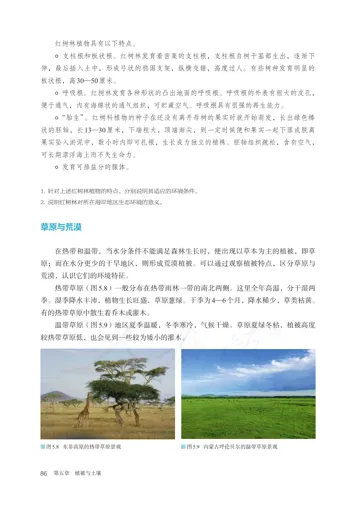 红树林植物具有以下特点。
支柱根和板状根。红树林发育着密集的支柱根，支柱根自树干基部生出，逐渐下
伸，最后插入土中，形成弓状的稳固支架，纵横交错，高度过人。有些树种发育明显的
板状根，高30—50厘米。
呼吸根。红树林发育多种形状的凸出地面的呼吸根。呼吸根的外表有粗大的皮孔，
便于通气，内有海绵状的通气组织，可贮藏空气。呼吸根具有很强的再生能力。
“胎生”。红树科植物的种子在还没有离开母树的果实时就开始萌发，长出绿色棒
状的胚轴，长13—30厘米，下端粗大，顶端渐尖，到一定时候便和果实一起下落或脱离
果实坠入淤泥中，数小时内即可扎根，生长成为独立的植株。胚轴组织疏松，含有空气，
可长期漂浮海上而不失生命力。
发育可排盐分的腺体。
1. 针对上述红树林植物的特点，分别说明其适应的环境条件。
2. 说明红树林对所在海岸地区生态环境的意义。
草原与荒漠
在热带和温带，当水分条件不能满足森林生长时，便出现以草本为主的植被，即草
原；而在水分更少的干旱地区，则形成荒漠植被。可以通过观察植被特点，区分草原与
荒漠，认识它们的环境特征。
热带草原（图5.8）一般分布在热带雨林带的南北两侧。这里全年高温，分干湿两
季。湿季降水丰沛，植物生长旺盛，草原葱绿。干季为4—6个月，降水稀少，草类枯黄。
有的热带草原中散生着乔木或灌木。
温带草原（图5.9）地区夏季温暖，冬季寒冷，气候干燥。草原夏绿冬枯，植被高度
较热带草原低，也会见到一些较为矮小的灌木。
图5.8 东非高原的热带草原景观
图5.9 内蒙古呼伦贝尔的温带草原景观
86 第五章 植被与土壤